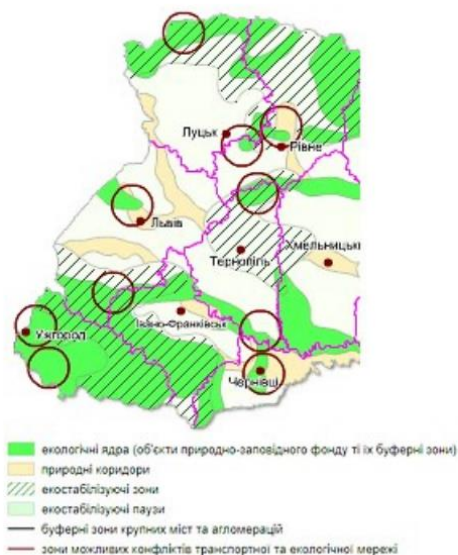 Луцьк
Рівне
Львів
Тернопіль
Хмельницькі
Ужгород
Івано-Франківськ
Чернівці
екологічні ядра (об'єкти природно-заповідного фонду ті їх буферні зони)
природні коридори
екостабілізуючі зони
екостабілізуючі паузи
буферні зони крупних міст та агломерацій
зони можливих конфліктів транспортної та екологічної мережі